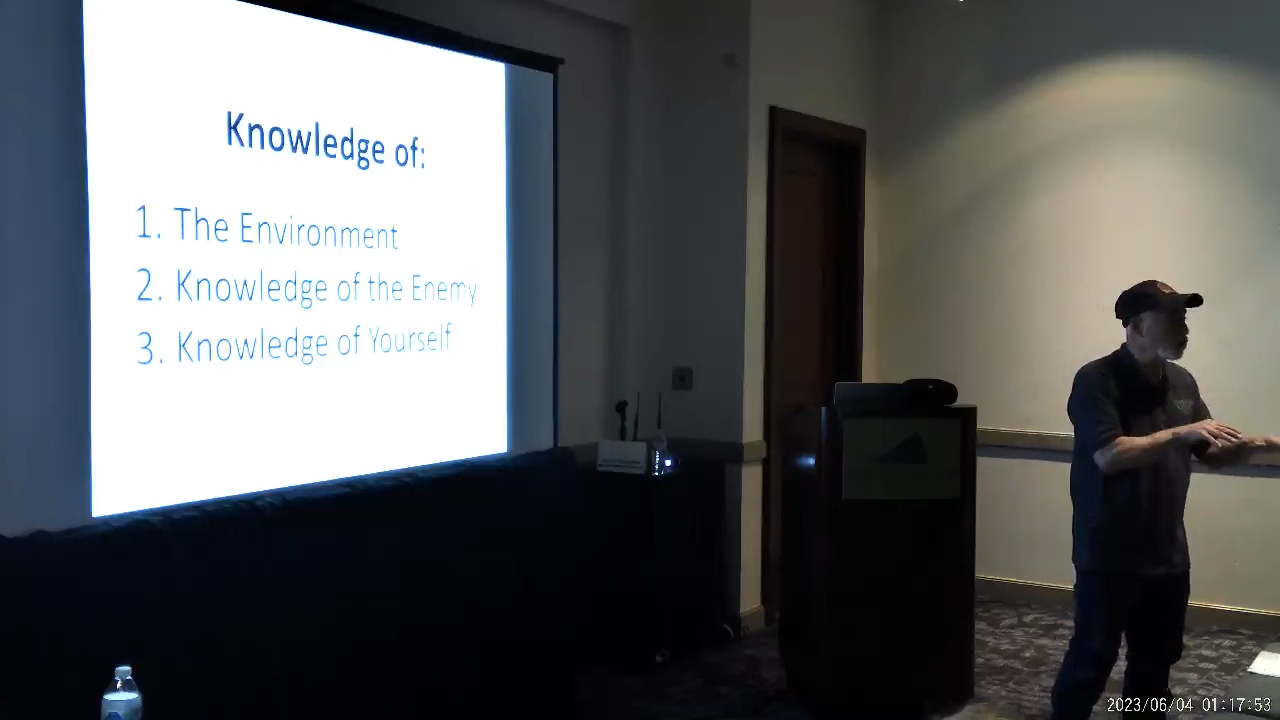 Knowledge of:
1. The Environment
2. Knowledge of the Enemy
3. Knowledge of Yourself
2023/06/04 01:17:53